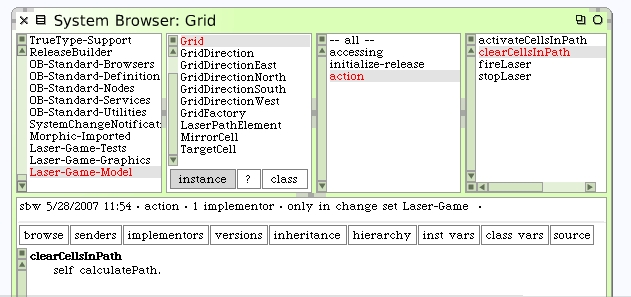 System Browser: Grid
TrueType-Support
ReleaseBuilder
OB-Standard-Browsers
OB-Standard-Definition
OB-Standard-Nodes
OB-Standard-Services
OB-Standard-Utilities
SystemChangeNotificat
Morphic-Imported
Laser-Game-Tests
Laser-Game-Graphics
Laser-Game-Model
Grid
GridDirection
GridDirectionEast
GridDirectionNorth
GridDirectionSouth
GridDirectionWest
GridFactory
LaserPathElement
MirrorCell
TargetCell
instance ? class
-- all --
accessing
initialize-release
action
activateCellsInPath
clearCellsInPath
fireLaser
stopLaser
sbw 5/28/2007 11:54 · action · 1 implementor · only in change set Laser-Game ·
browse senders implementors versions inheritance hierarchy inst vars class vars source
clearCellsInPath
self calculatePath.